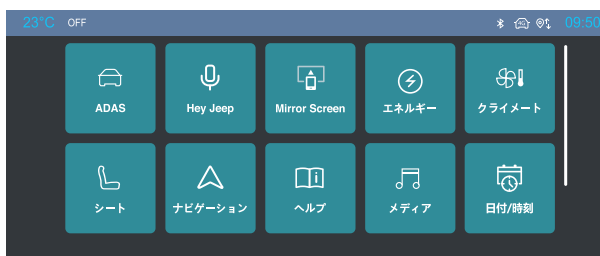 23°C OFF 4G 09:50
ADAS Hey Jeep Mirror Screen エネルギー クライメート
シート ナビゲーション ヘルプ メディア 日付/時刻